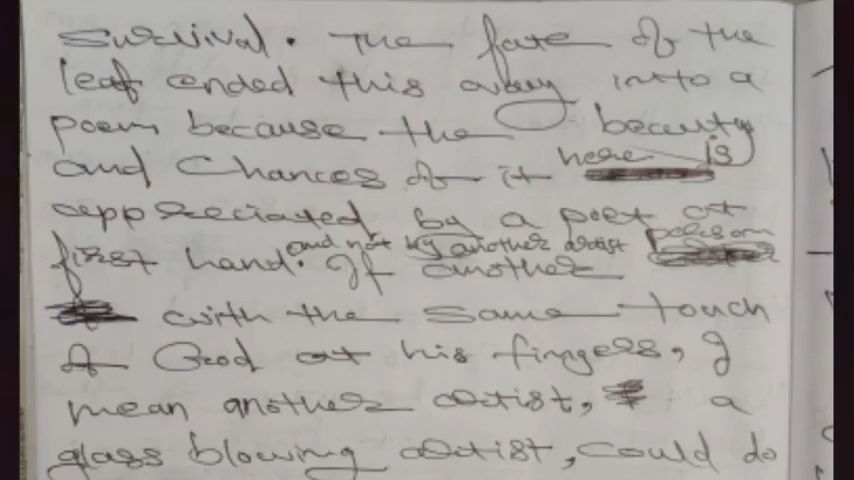 Survival. The fate of the
leaf ended this away into a
poem because the beauty
and Chances of it here is
appreciated by a poet at
first hand. and not by another artist If another person
with the same touch
of God at his fingers, I
mean another artist, a
glass blowing artist, could do